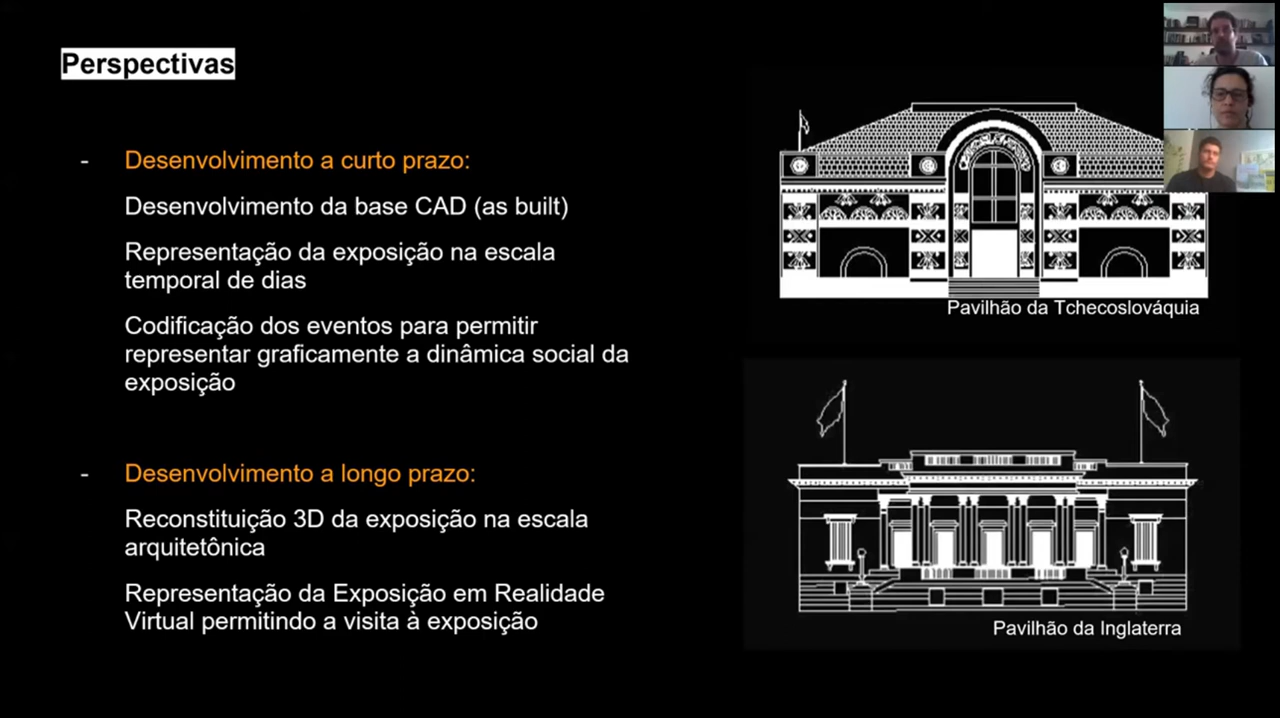 Perspectivas
- Desenvolvimento a curto prazo:
Desenvolvimento da base CAD (as built)
Representação da exposição na escala
temporal de dias
Codificação dos eventos para permitir
representar graficamente a dinâmica social da
exposição
- Desenvolvimento a longo prazo:
Reconstituição 3D da exposição na escala
arquitetônica
Representação da Exposição em Realidade
Virtual permitindo a visita à exposição
Pavilhão da Tchecoslováquia
Pavilhão da Inglaterra